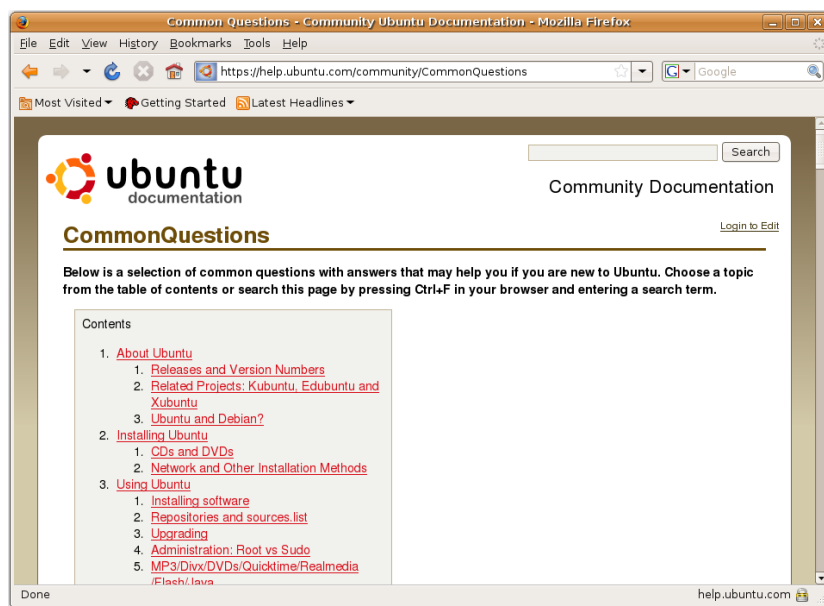 Common Questions - Community Ubuntu Documentation - Mozilla Firefox
File Edit View History Bookmarks Tools Help
https://help.ubuntu.com/community/CommonQuestions
G Google
Most Visited Getting Started Latest Headlines
Search
ubuntu
documentation
Community Documentation
Login to Edit
CommonQuestions
Below is a selection of common questions with answers that may help you if you are new to Ubuntu. Choose a topic
from the table of contents or search this page by pressing Ctrl+F in your browser and entering a search term.
Contents
1. About Ubuntu
1. Releases and Version Numbers
2. Related Projects: Kubuntu, Edubuntu and
Xubuntu
3. Ubuntu and Debian?
2. Installing Ubuntu
1. CDs and DVDs
2. Network and Other Installation Methods
3. Using Ubuntu
1. Installing software
2. Repositories and sources.list
3. Upgrading
4. Administration: Root vs Sudo
5. MP3/Divx/DVDs/Quicktime/Realmedia
/Flash/Java
Done
help.ubuntu.com